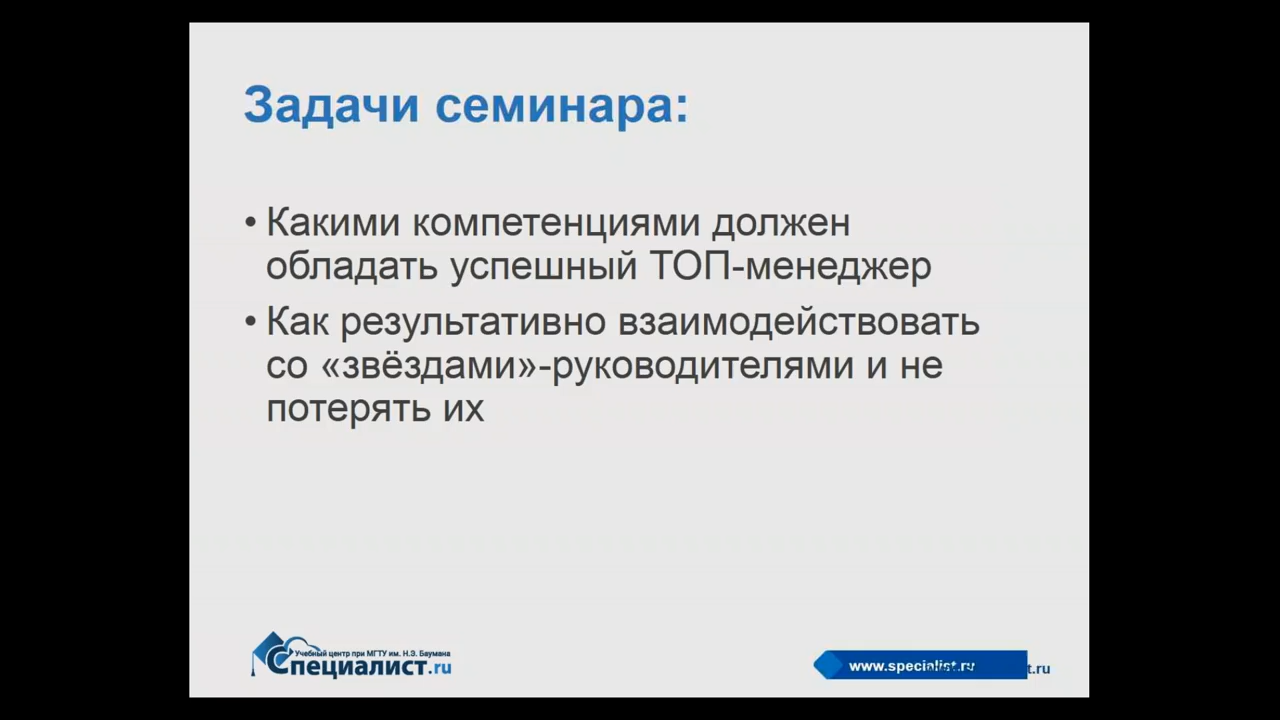 Задачи семинара:
• Какими компетенциями должен
обладать успешный ТОП-менеджер
• Как результативно взаимодействовать
со «звёздами»-руководителями и не
потерять их
Учебный центр при МГТУ им. Н.Э. Баумана
Специалист.ru
www.specialist.ru
t.ru